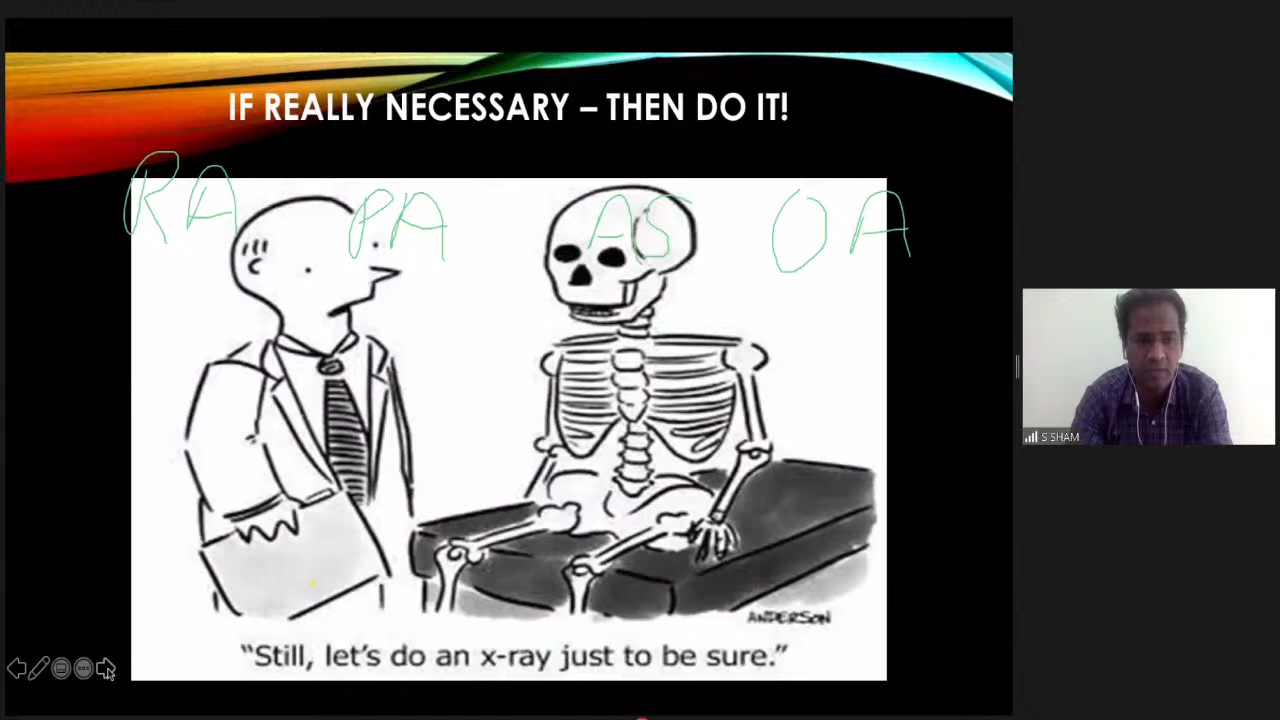 IF REALLY NECESSARY – THEN DO IT!
RA PA AS OA
ANDERSON
"Still, let's do an x-ray just to be sure."
S SHAM